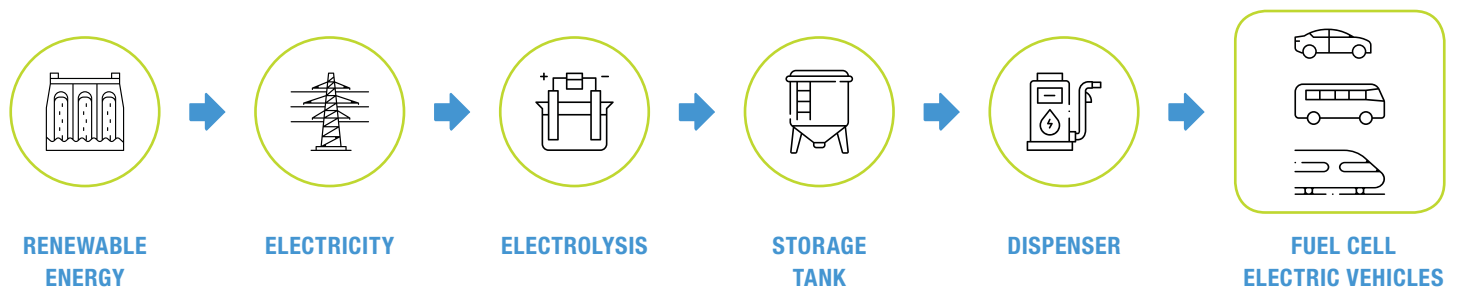 + −
RENEWABLE
ENERGY
ELECTRICITY
ELECTROLYSIS
STORAGE
TANK
DISPENSER
FUEL CELL
ELECTRIC VEHICLES